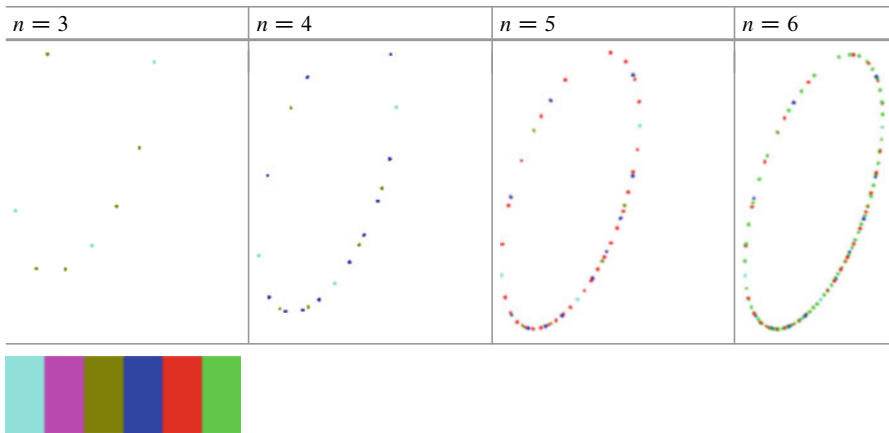 n = 3
n = 4
n = 5
n = 6